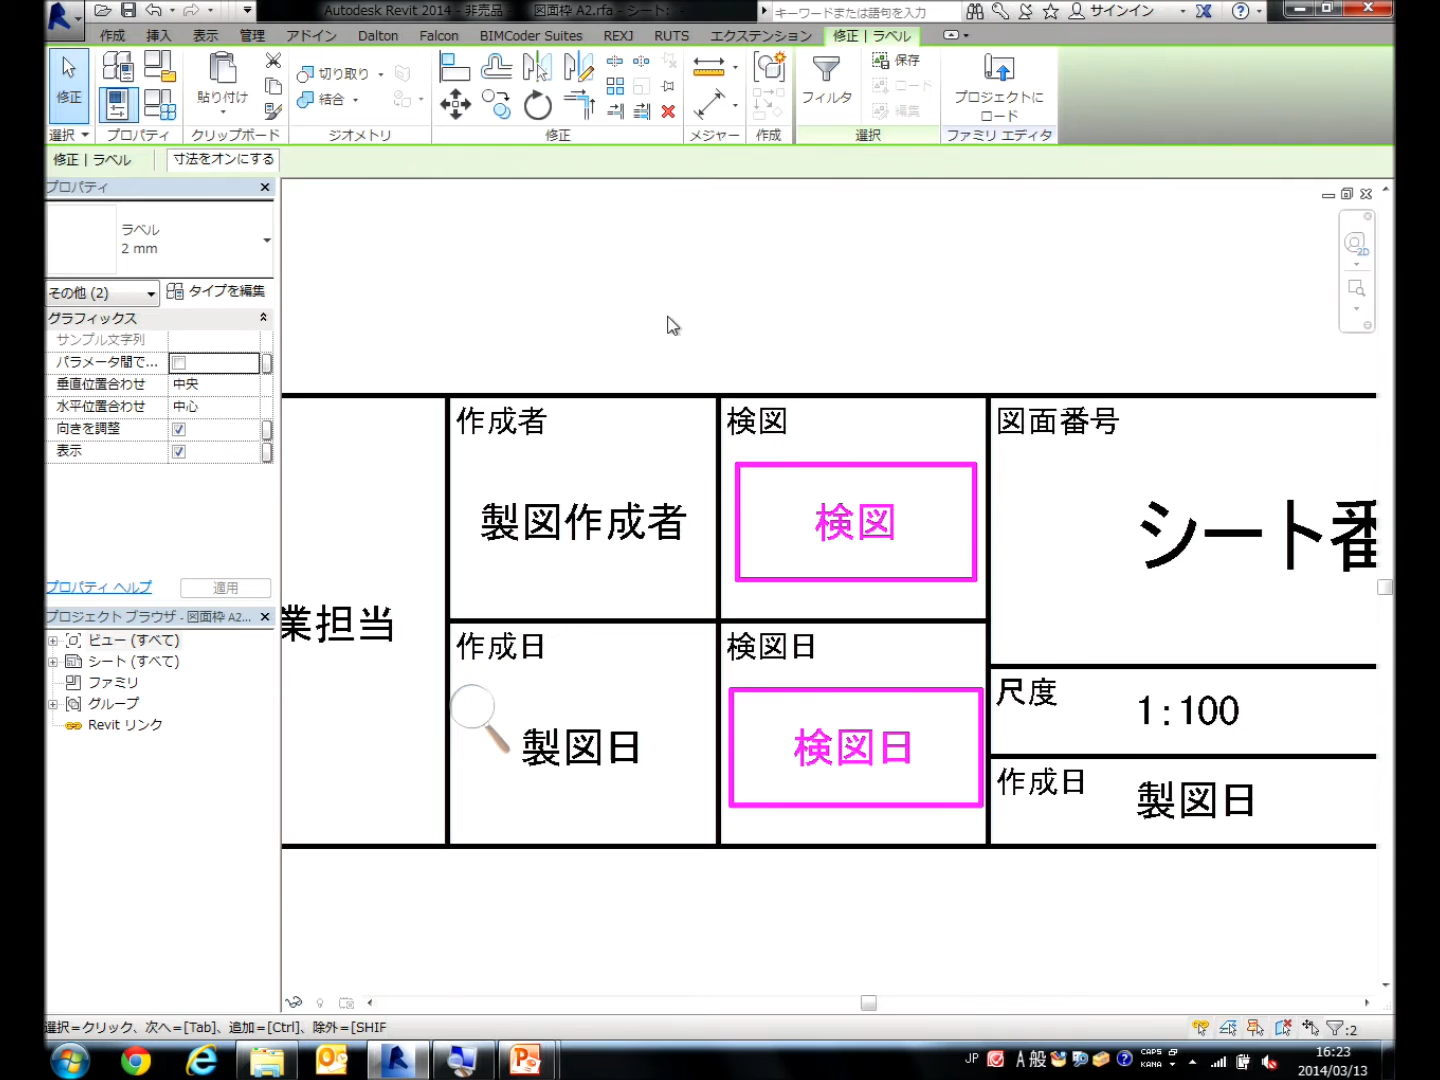 Autodesk Revit 2014 - 非売品 - 図面枠 A2.rfa - シート: -
キーワードまたは語句を入力
サインイン
作成 挿入 表示 管理 アドイン Dalton Falcon BIMCoder Suites REXJ RUTS エクステンション 修正 | ラベル
修正
貼り付け
切り取り
結合
フィルタ
保存
ロード
編集
プロジェクトに
ロード
選択 プロパティ クリップボード ジオメトリ 修正 メジャー 作成 選択 ファミリ エディタ
修正 | ラベル 寸法をオンにする
プロパティ
ラベル
2 mm
その他 (2) タイプを編集
グラフィックス
サンプル文字列
パラメータ間で...
垂直位置合わせ 中央
水平位置合わせ 中心
向きを調整
表示
プロパティ ヘルプ 適用
プロジェクト ブラウザ - 図面枠 A2...
ビュー (すべて)
シート (すべて)
ファミリ
グループ
Revit リンク
2D
作成者 検図 図面番号
製図作成者 検図 シート番
業担当
作成日 検図日
製図日 検図日
尺度 1:100
作成日 製図日
選択=クリック、次へ=[Tab]、追加=[Ctrl]、除外=[SHIF
:2
JP A 般 CAPS KANA
16:23
2014/03/13